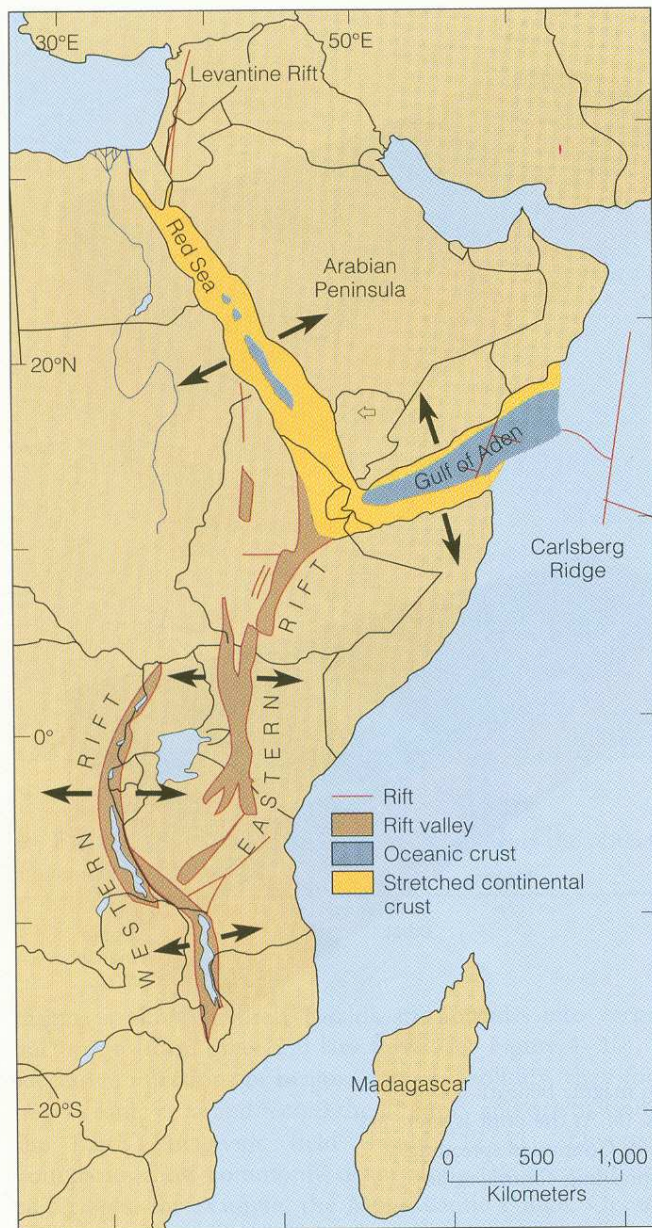 30°E
50°E
Levantine Rift
Red Sea
Arabian
Peninsula
20°N
Gulf of Aden
Carlsberg
Ridge
EASTERN RIFT
WESTERN RIFT
0°
Rift
Rift valley
Oceanic crust
Stretched continental
crust
Madagascar
20°S
0 500 1,000
Kilometers